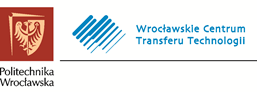 Wrocławskie Centrum
Transferu Technologii
Politechnika
Wrocławska